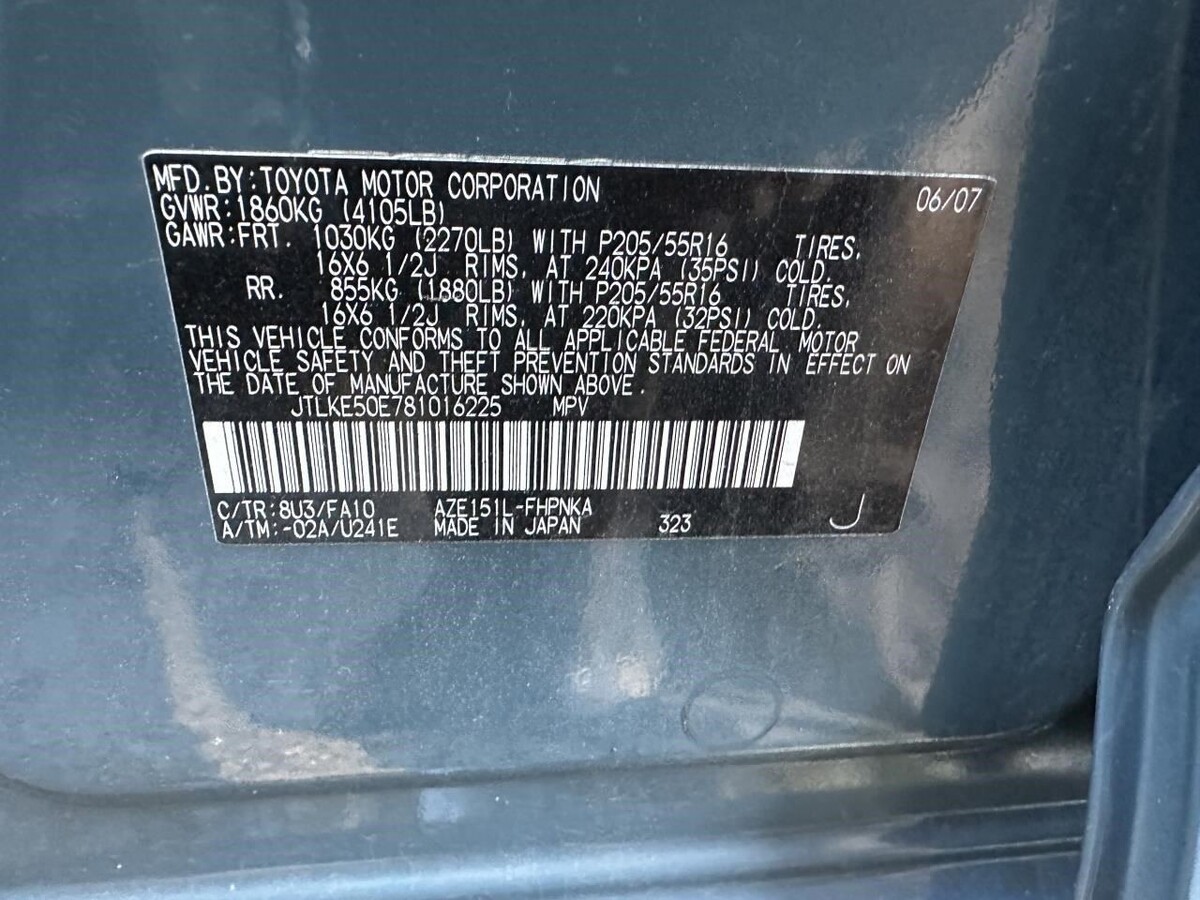 MFD.BY:TOYOTA MOTOR CORPORATION 06/07
GVWR:1860KG (4105LB)
GAWR:FRT. 1030KG (2270LB) WITH P205/55R16 TIRES,
16X6 1/2J RIMS, AT 240KPA (35PSI) COLD.
RR. 855KG (1880LB) WITH P205/55R16 TIRES,
16X6 1/2J RIMS, AT 220KPA (32PSI) COLD.
THIS VEHICLE CONFORMS TO ALL APPLICABLE FEDERAL MOTOR
VEHICLE SAFETY AND THEFT PREVENTION STANDARDS IN EFFECT ON
THE DATE OF MANUFACTURE SHOWN ABOVE.
JTLKE50E781016225 MPV
C/TR:8U3/FA10 AZE151L-FHPNKA
A/TM:-02A/U241E MADE IN JAPAN 323 J